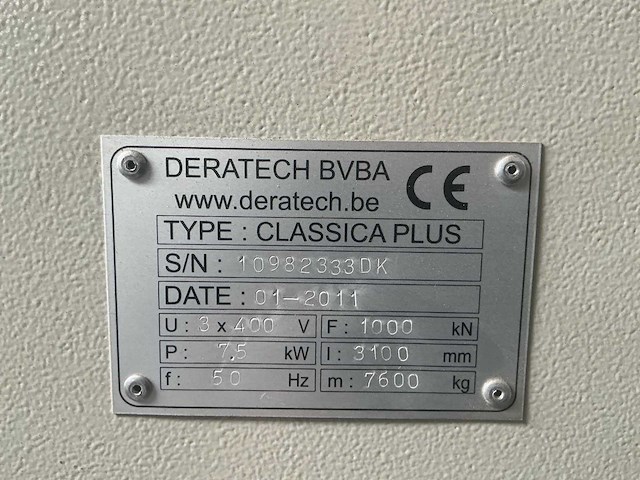 DERATECH BVBA CE
www.deratech.be
TYPE : CLASSICA PLUS
S/N : 10982333DK
DATE : 01-2011
U : 3 x 400 V F : 1000 kN
P : 7,5 kW l : 3100 mm
f : 50 Hz m : 7600 kg